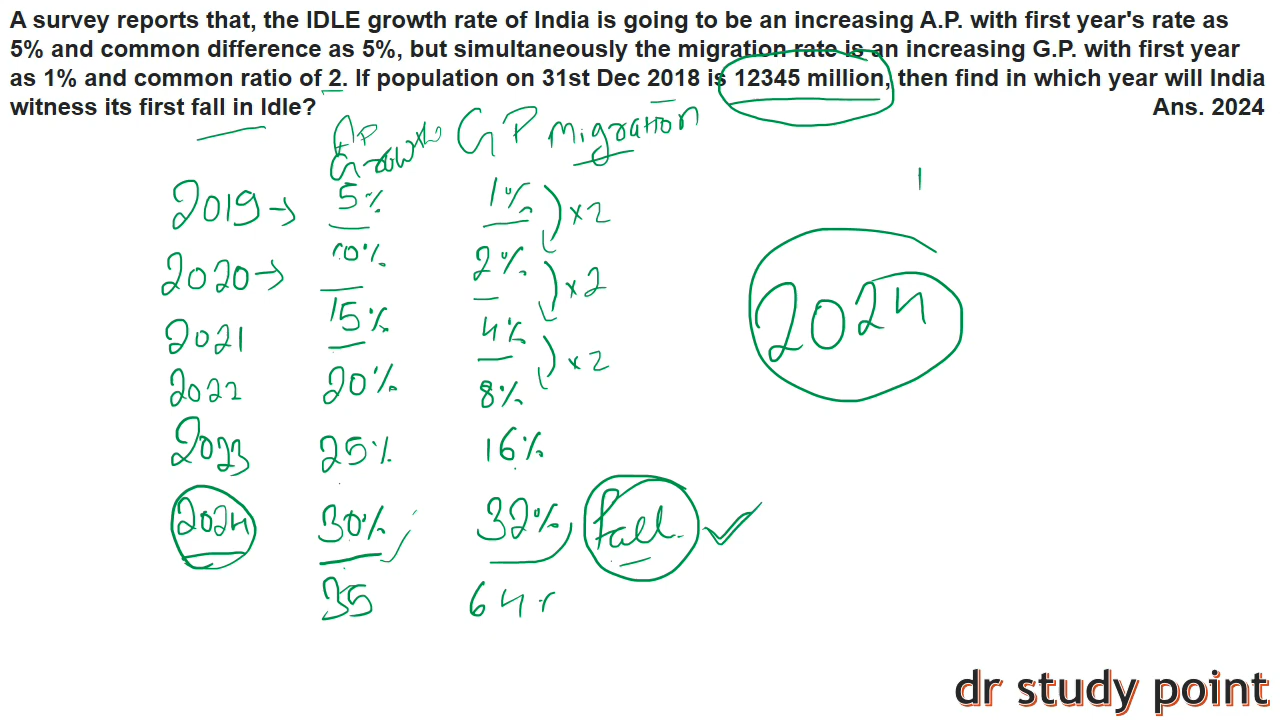 A survey reports that, the IDLE growth rate of India is going to be an increasing A.P. with first year's rate as
5% and common difference as 5%, but simultaneously the migration rate is an increasing G.P. with first year
as 1% and common ratio of 2. If population on 31st Dec 2018 is 12345 million, then find in which year will India
witness its first fall in Idle? Ans. 2024
AP GP Migration
Growth
2019 → 5% 1% ×2
2020 → 10% 2% ×2
2021 15% 4% ×2
2022 20% 8%
2023 25% 16%
2024 30% 32% Fall
35 64
2024
dr study point